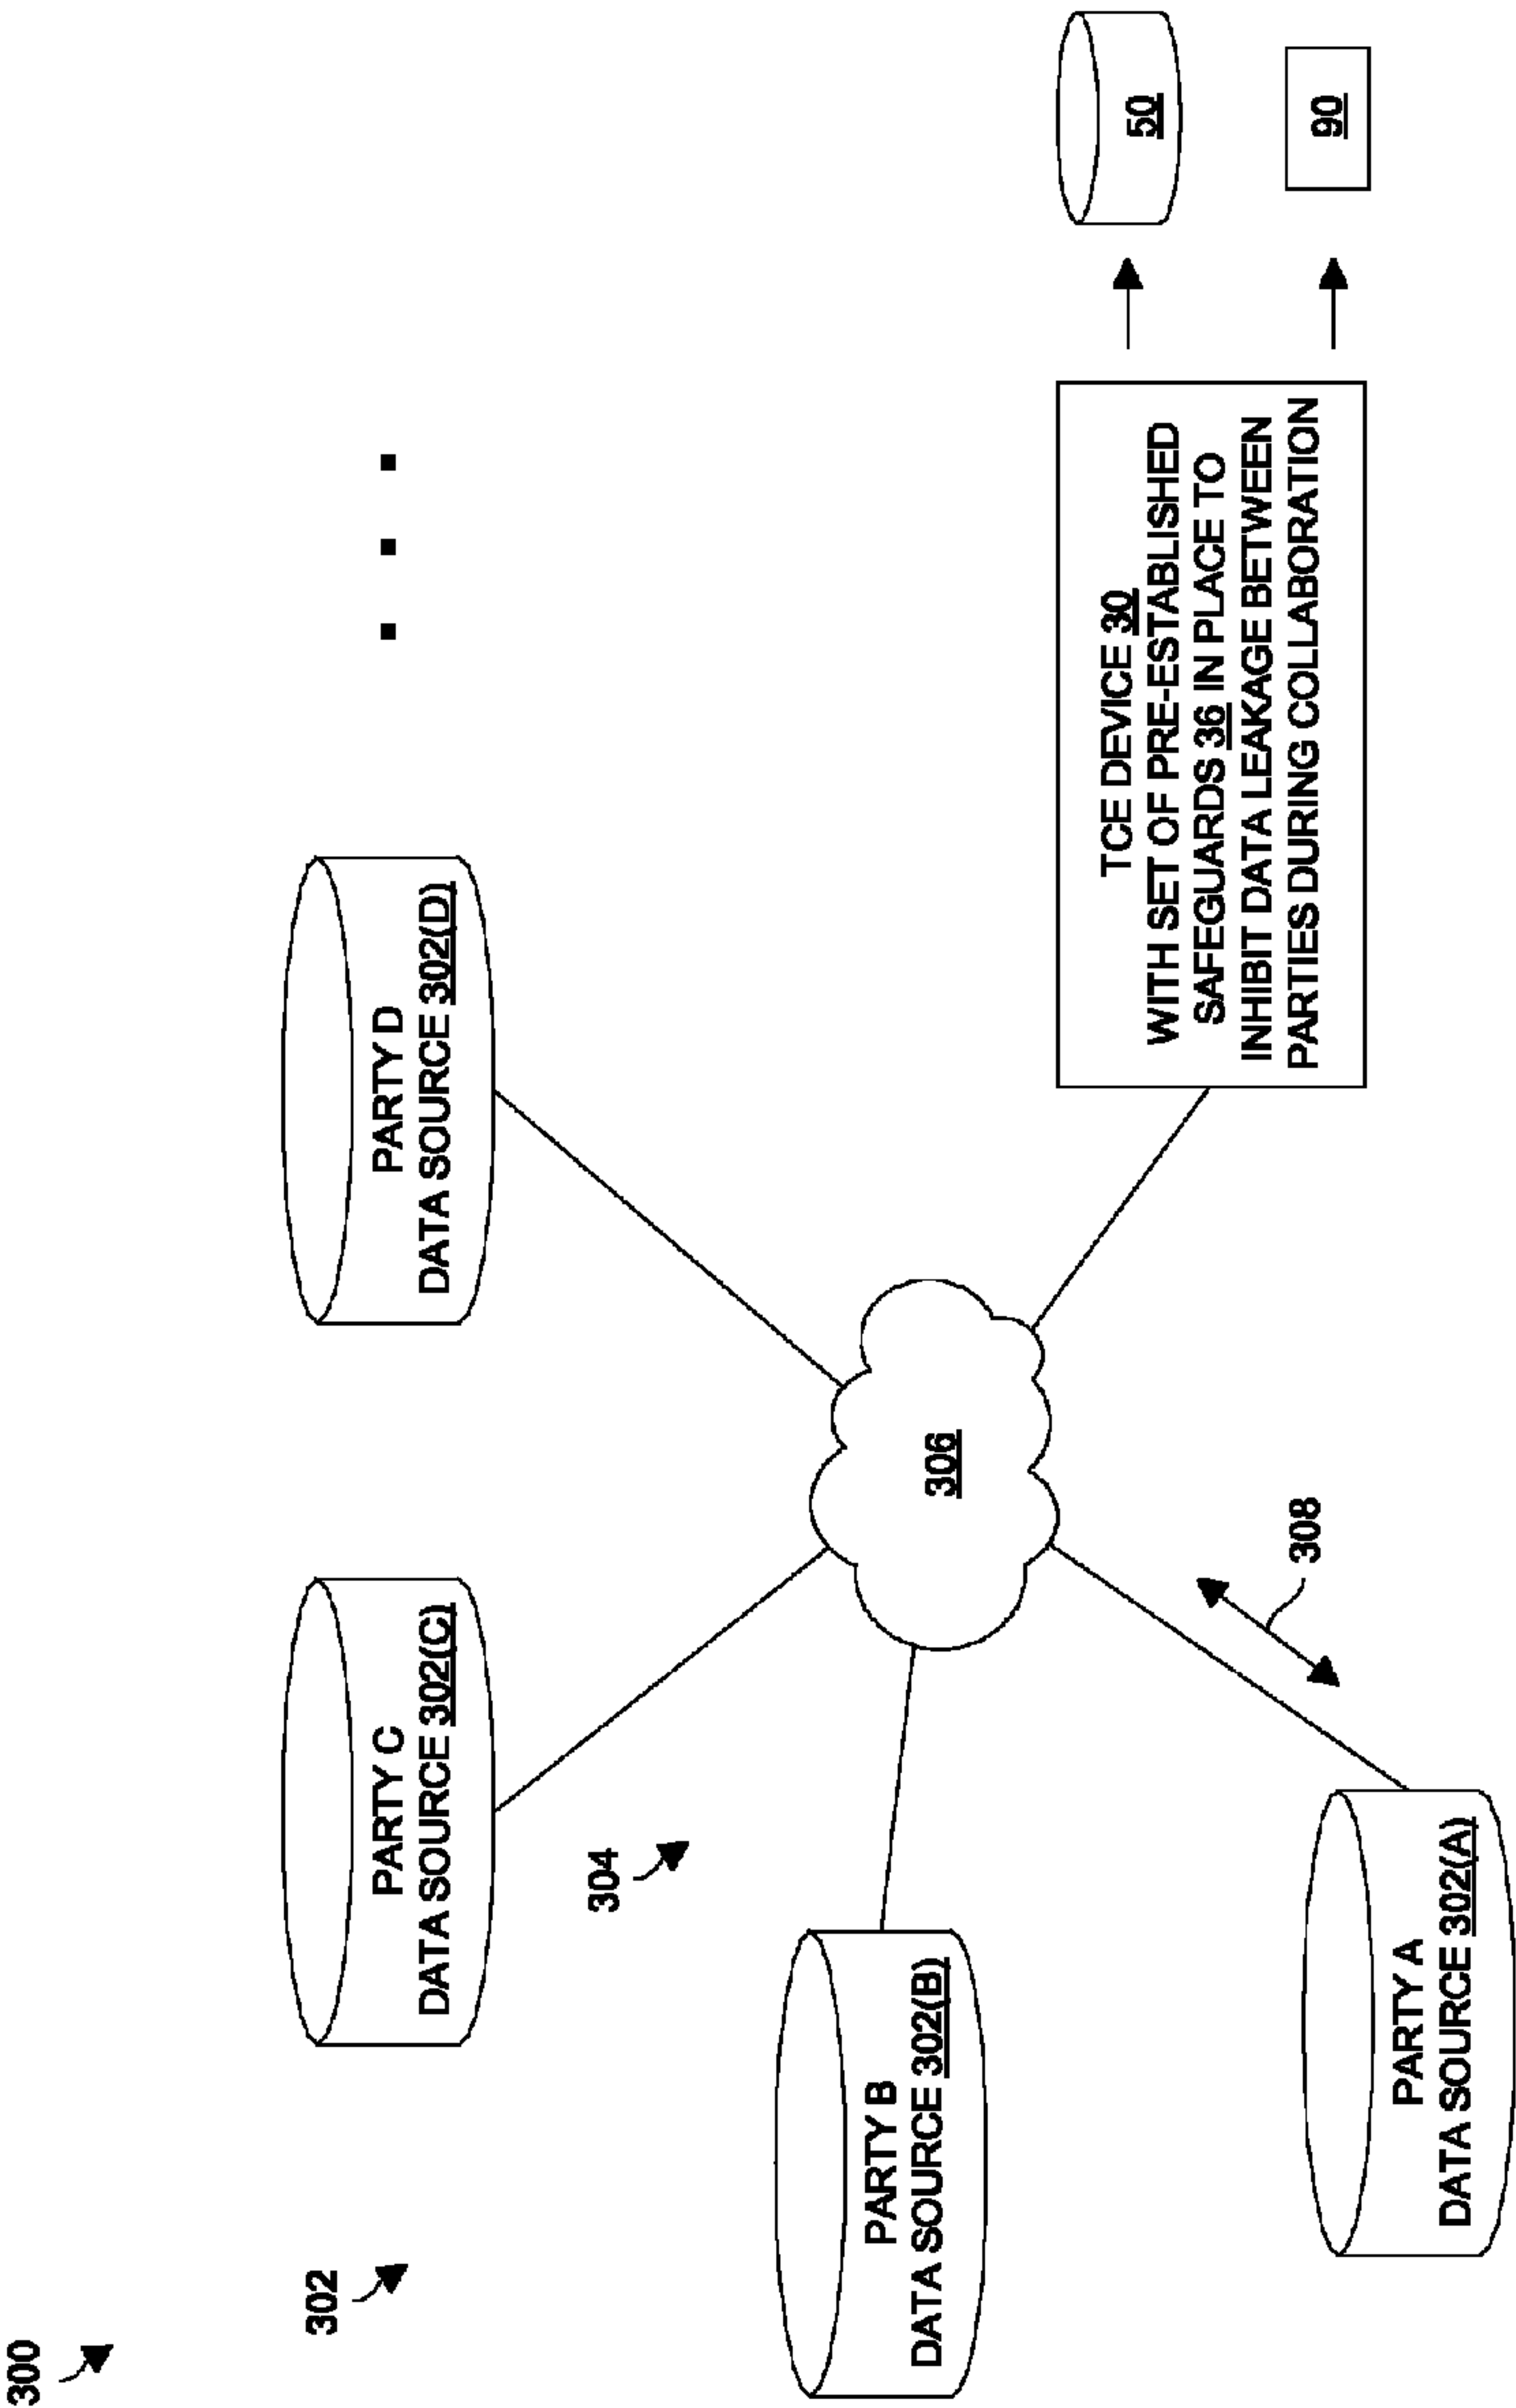 300
302
PARTY C
DATA SOURCE 302(C)
PARTY D
DATA SOURCE 302(D)
304
PARTY B
DATA SOURCE 302(B)
306
308
PARTY A
DATA SOURCE 302(A)
TCE DEVICE 30
WITH SET OF PRE-ESTABLISHED
SAFEGUARDS 36 IN PLACE TO
INHIBIT DATA LEAKAGE BETWEEN
PARTIES DURING COLLABORATION
50
90